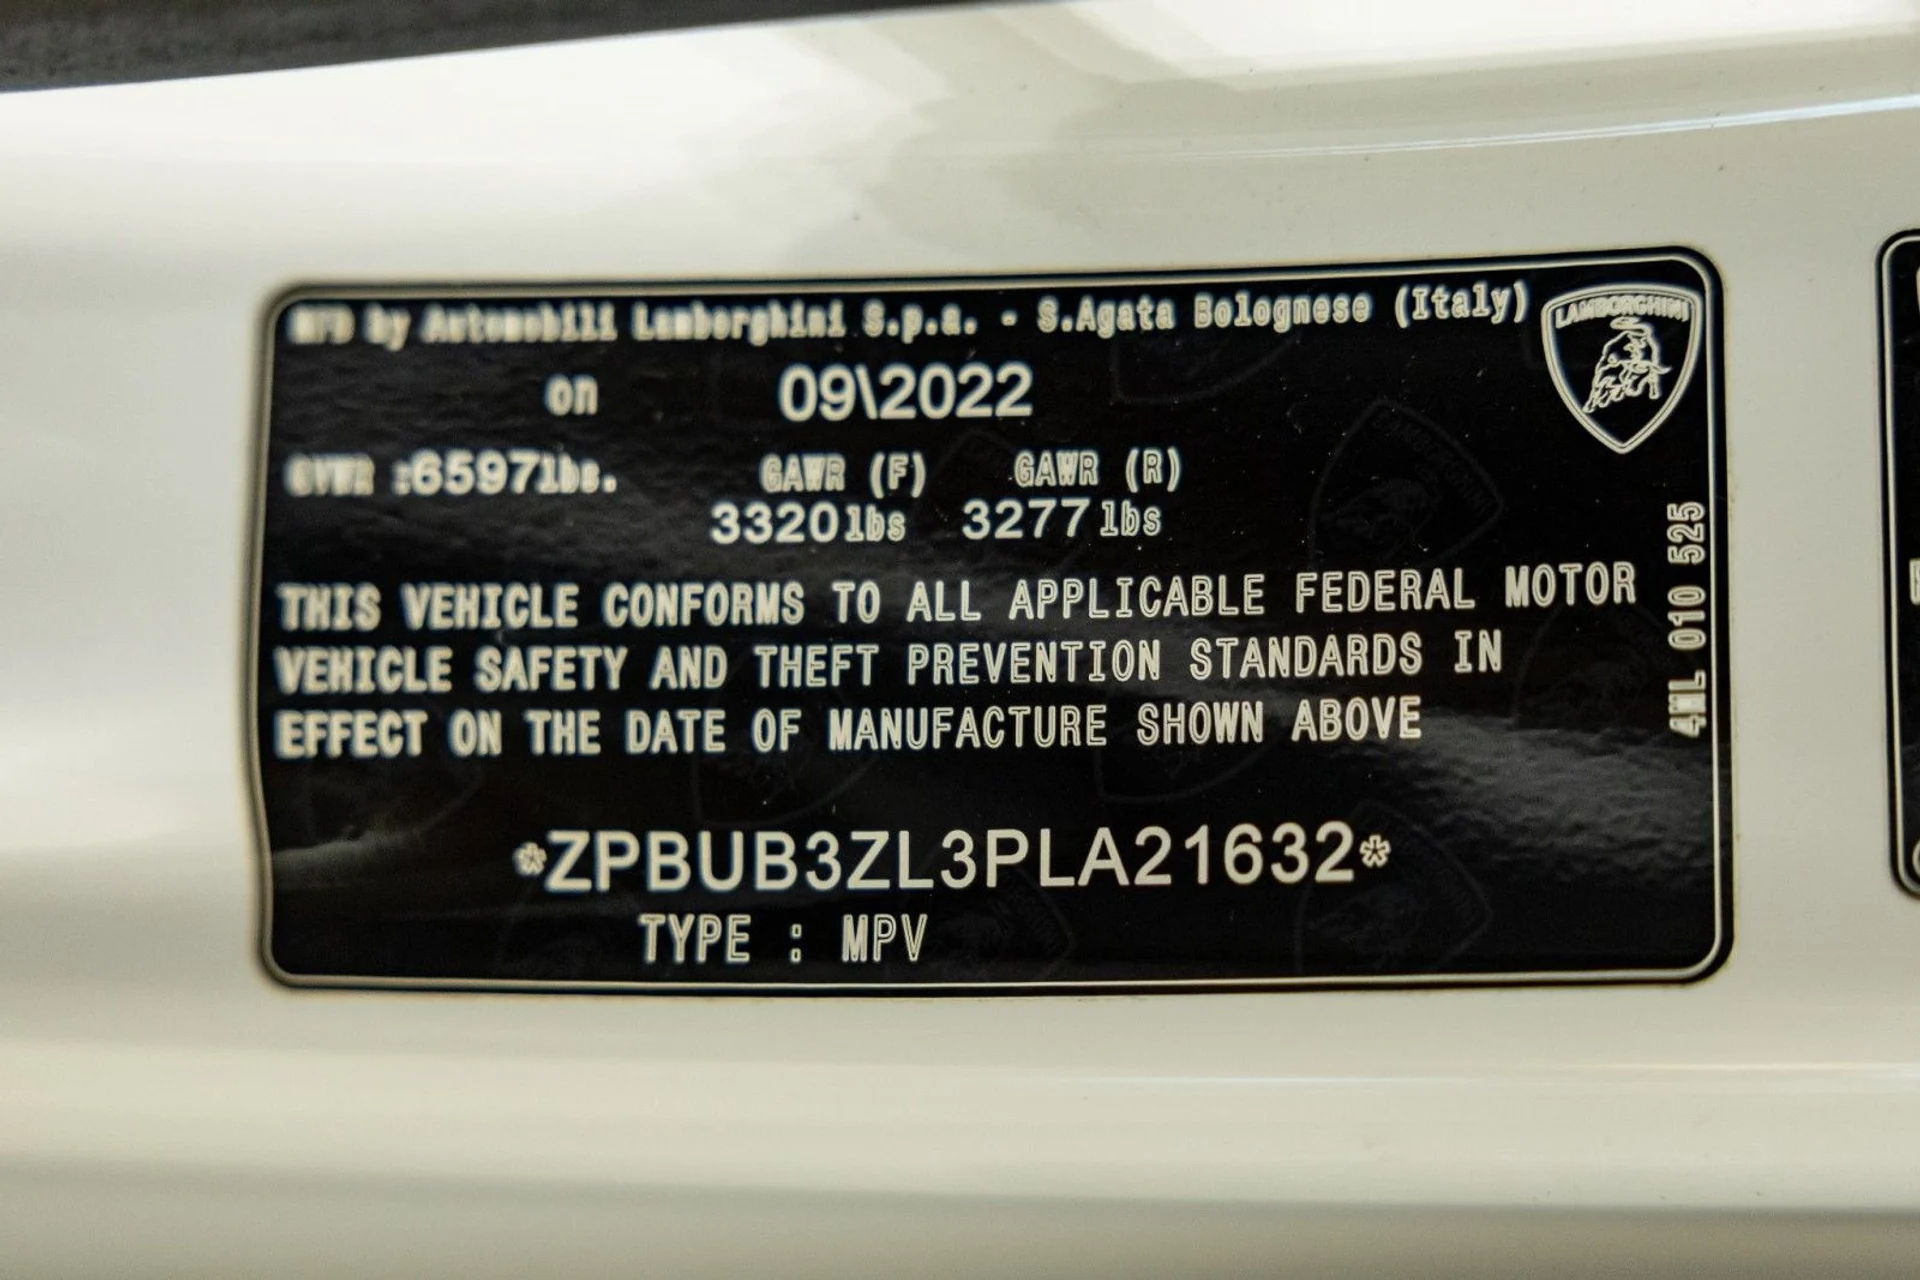 MFD by Automobili Lamborghini S.p.a. - S.Agata Bolognese (Italy)
LAMBORGHINI
on 09\2022
GVWR :6597lbs. GAWR (F) GAWR (R)
3320lbs 3277lbs
THIS VEHICLE CONFORMS TO ALL APPLICABLE FEDERAL MOTOR
VEHICLE SAFETY AND THEFT PREVENTION STANDARDS IN
EFFECT ON THE DATE OF MANUFACTURE SHOWN ABOVE
4ML 010 525
*ZPBUB3ZL3PLA21632*
TYPE : MPV